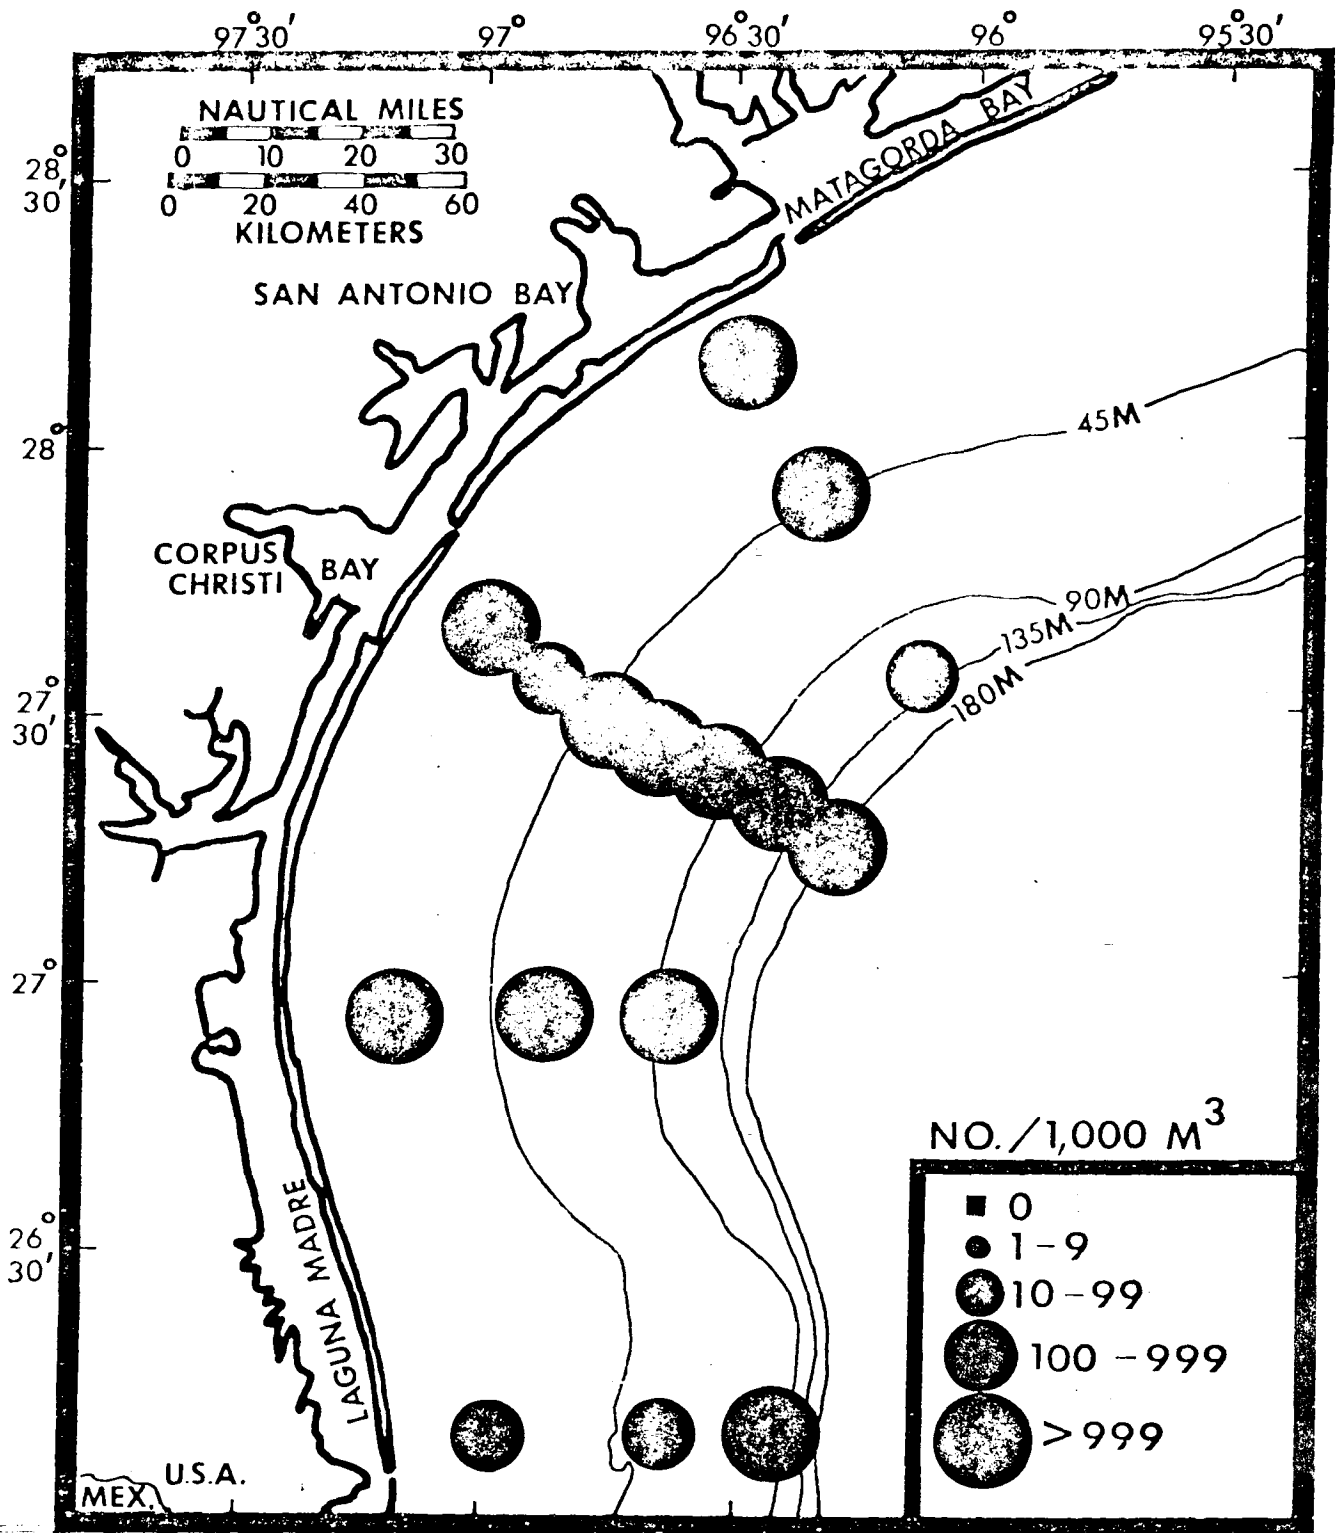 97°30′ 97° 96°30′ 96° 95°30′
NAUTICAL MILES
0 10 20 30
0 20 40 60
KILOMETERS
28°
30′
MATAGORDA BAY
SAN ANTONIO BAY
28°
45M
CORPUS
CHRISTI
BAY
90M
135M
180M
27°
30′
27°
NO./1,000 M³
0
1-9
10-99
100-999
>999
26°
30′
LAGUNA MADRE
U.S.A.
MEX.